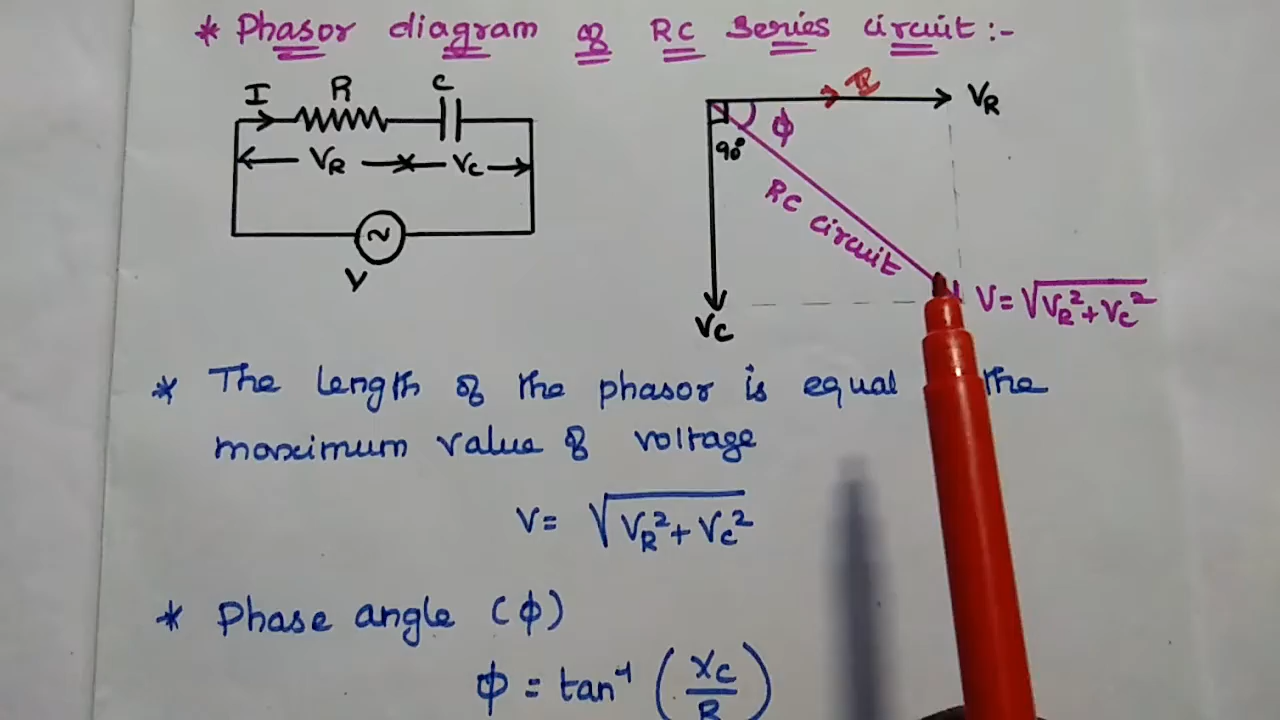 * Phasor diagram of RC Series circuit:-
I R C
VR VC
V
I VR
φ
90°
RC circuit
VC
V = √VR² + VC²
* The length of the phasor is equal the
maximum value of voltage
V = √VR² + VC²
* Phase angle (φ)
φ = tan⁻¹ (XC/R)